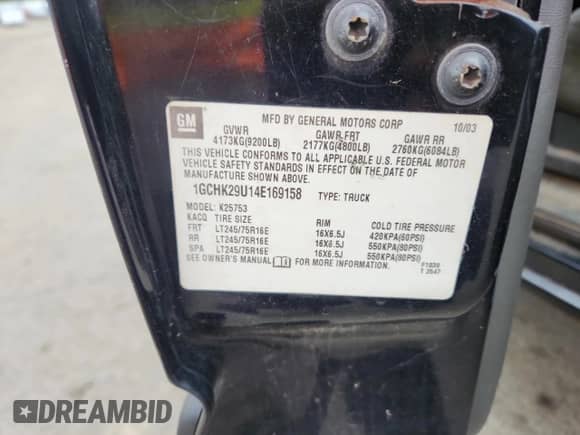 GM
MFD BY GENERAL MOTORS CORP 10/03
GVWR GAWR FRT GAWR RR
4173KG(9200LB) 2177KG(4800LB) 2760KG(6084LB)
THIS VEHICLE CONFORMS TO ALL APPLICABLE U.S. FEDERAL MOTOR
VEHICLE SAFETY STANDARDS IN EFFECT ON THE DATE OF
MANUFACTURE SHOWN ABOVE.
1GCHK29U14E169158 TYPE: TRUCK
MODEL: K25753
KACQ TIRE SIZE RIM COLD TIRE PRESSURE
FRT LT245/75R16E 16X6.5J 420KPA(60PSI)
RR LT245/75R16E 16X6.5J 550KPA(80PSI)
SPA LT245/75R16E 16X6.5J 550KPA(80PSI)
SEE OWNER'S MANUAL FOR MORE INFORMATION.
T 3547
DREAMBID